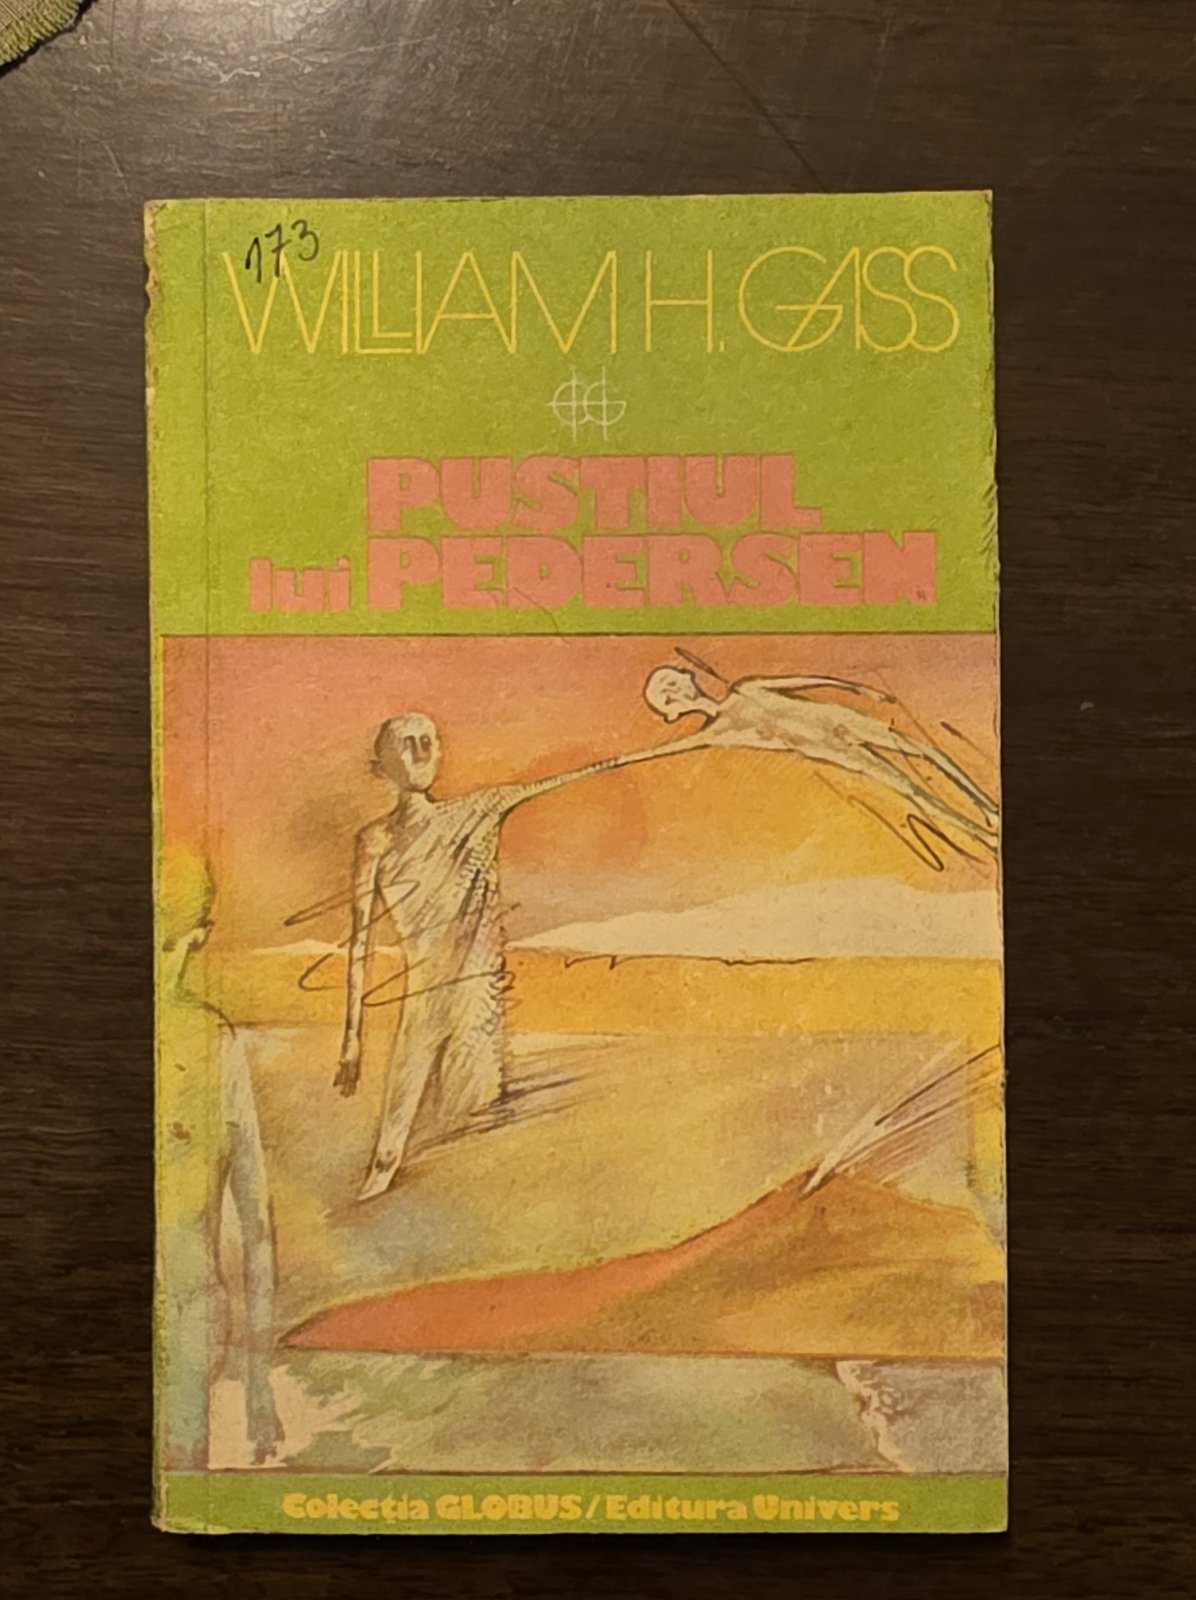 173
WILLIAM H. GASS
PUSTIUL
lui PEDERSEN
Colecția GLOBUS/Editura Univers